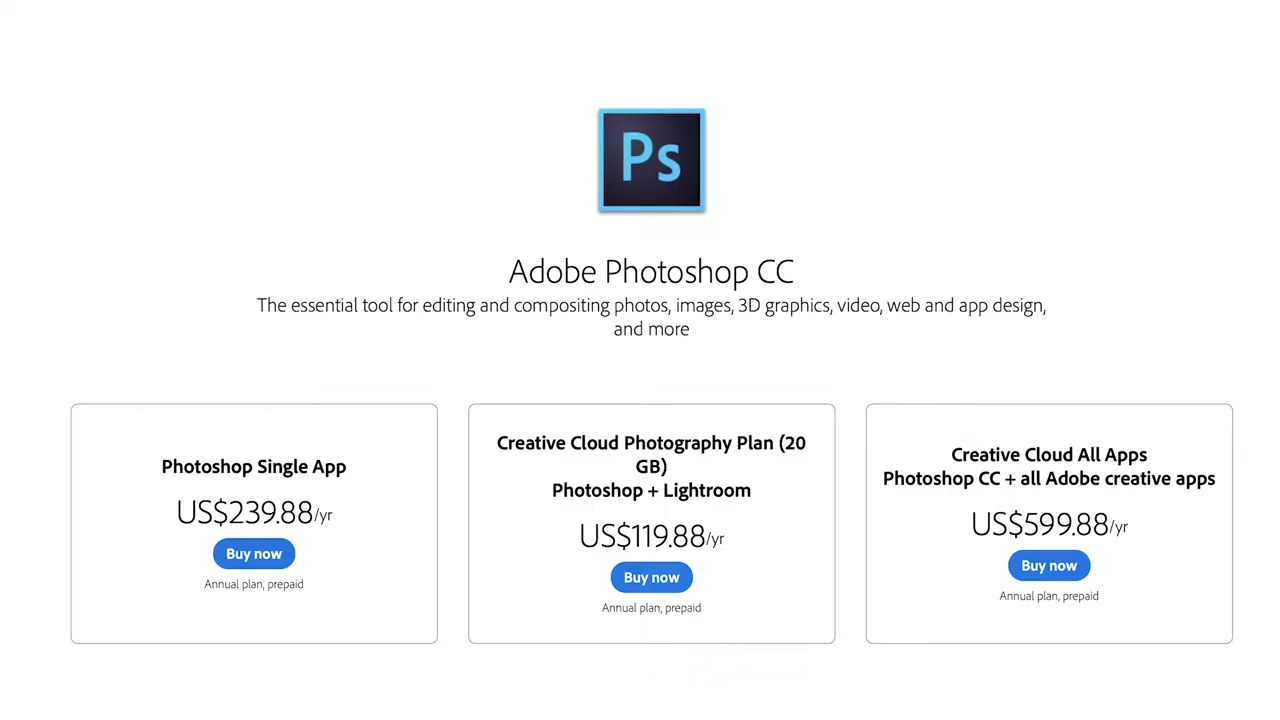 Ps
Adobe Photoshop CC
The essential tool for editing and compositing photos, images, 3D graphics, video, web and app design,
and more
Photoshop Single App
US$239.88/yr
Buy now
Annual plan, prepaid
Creative Cloud Photography Plan (20
GB)
Photoshop + Lightroom
US$119.88/yr
Buy now
Annual plan, prepaid
Creative Cloud All Apps
Photoshop CC + all Adobe creative apps
US$599.88/yr
Buy now
Annual plan, prepaid